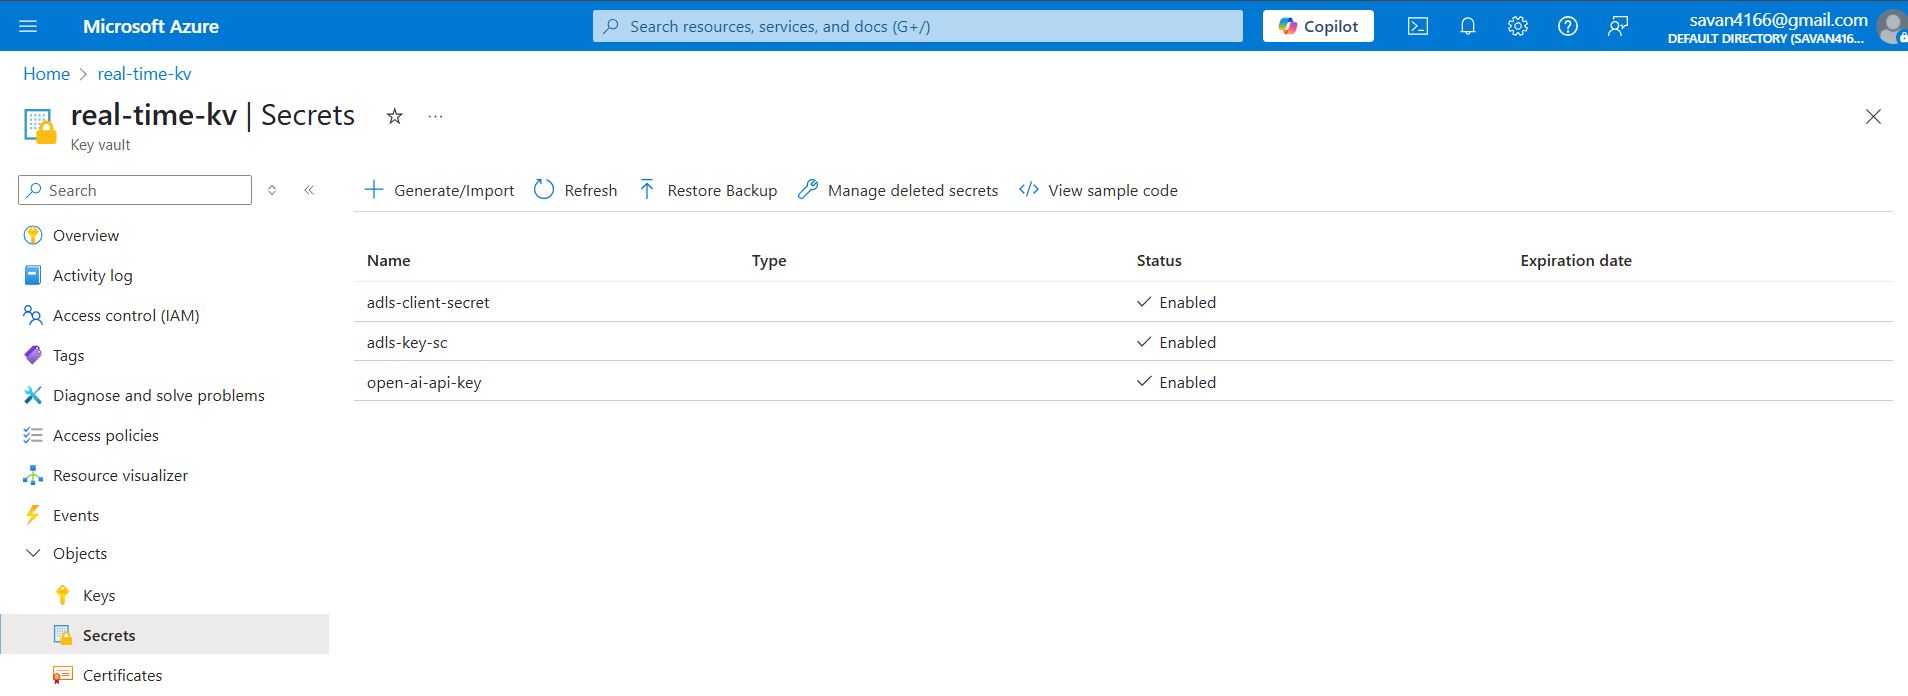 Microsoft Azure
Search resources, services, and docs (G+/)
Copilot
savan4166@gmail.com
DEFAULT DIRECTORY (SAVAN416...
Home > real-time-kv
real-time-kv | Secrets
Key vault
Search
Generate/Import
Refresh
Restore Backup
Manage deleted secrets
View sample code
Overview
Activity log
Access control (IAM)
Tags
Diagnose and solve problems
Access policies
Resource visualizer
Events
Objects
Keys
Secrets
Certificates
Name Type Status Expiration date
adls-client-secret Enabled
adls-key-sc Enabled
open-ai-api-key Enabled